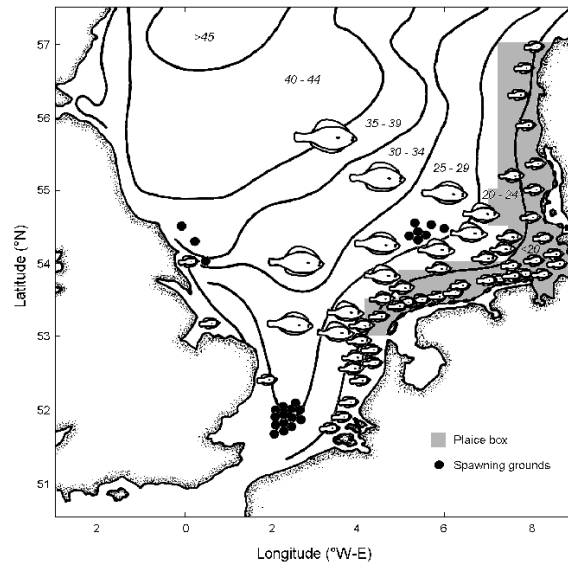 57
>45
40 - 44
56
35 - 39
30 - 34
25 - 29
55
20 - 24
<20
54
Latitude (°N)
53
52
Plaice box
Spawning grounds
51
2 0 2 4 6 8
Longitude (°W-E)